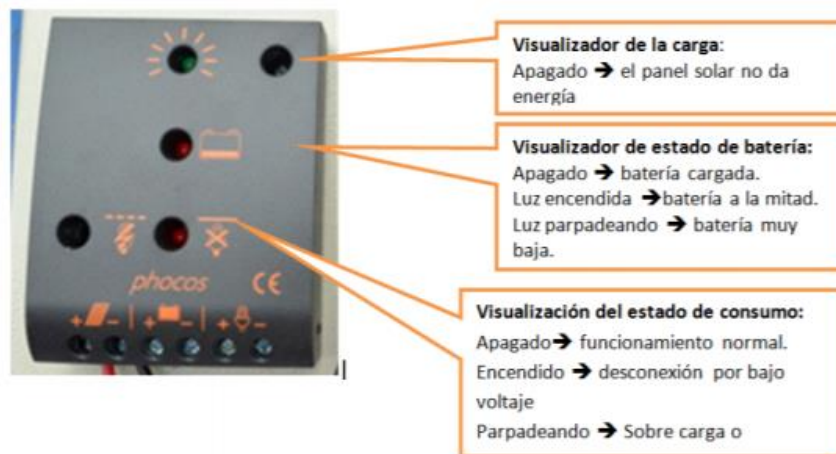 Visualizador de la carga:
Apagado ➔ el panel solar no da
energía
Visualizador de estado de batería:
Apagado ➔ batería cargada.
Luz encendida ➔batería a la mitad.
Luz parpadeando ➔ batería muy
baja.
phocos CE
+ - | + - | + -
Visualización del estado de consumo:
Apagado➔ funcionamiento normal.
Encendido ➔ desconexión por bajo
voltaje
Parpadeando ➔ Sobre carga o